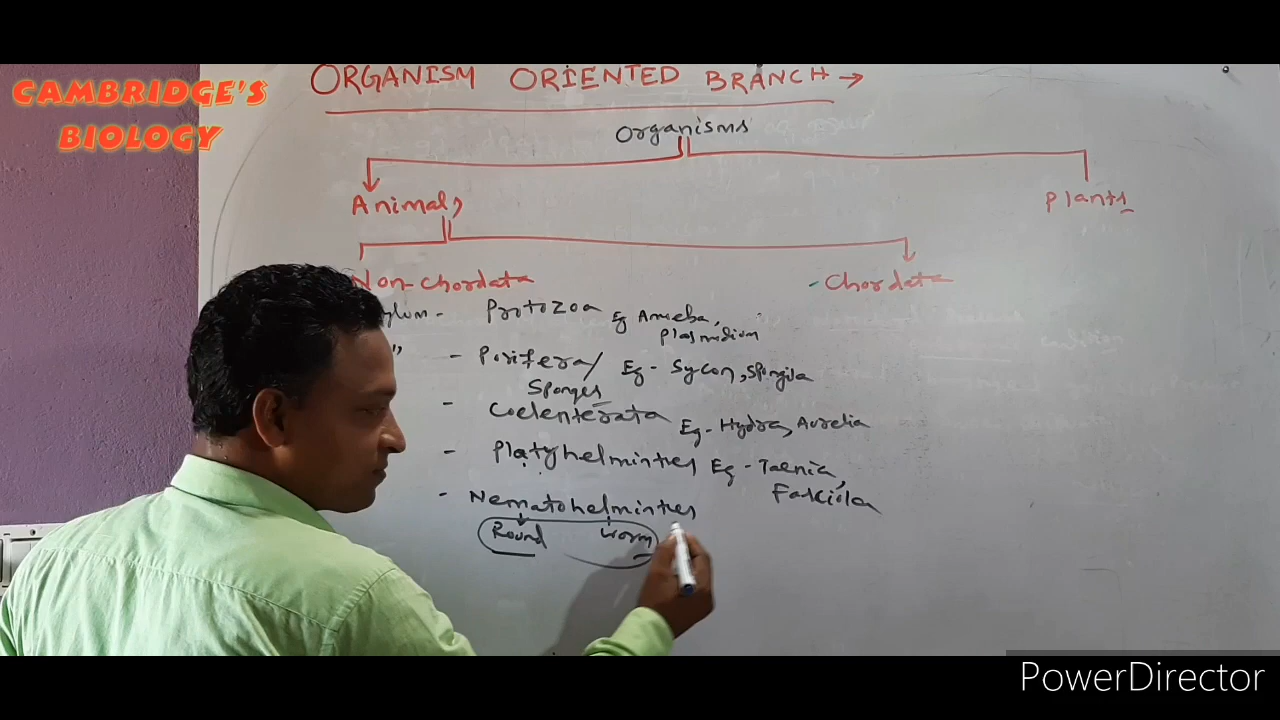 CAMBRIDGE'S
BIOLOGY
ORGANISM ORIENTED BRANCH →
Organisms
Animals
Plants
Non-chordata
- Chordata
Phylum - Protozoa Eg Ameba,
Plasmodium
" - Porifera/ Eg - Sycon, Spongila
Sponges
- Coelenterata Eg - Hydra, Aurelia
- Platyhelminthes Eg - Taenia,
Fasciola
- Nematohelminthes
Round Worm
PowerDirector